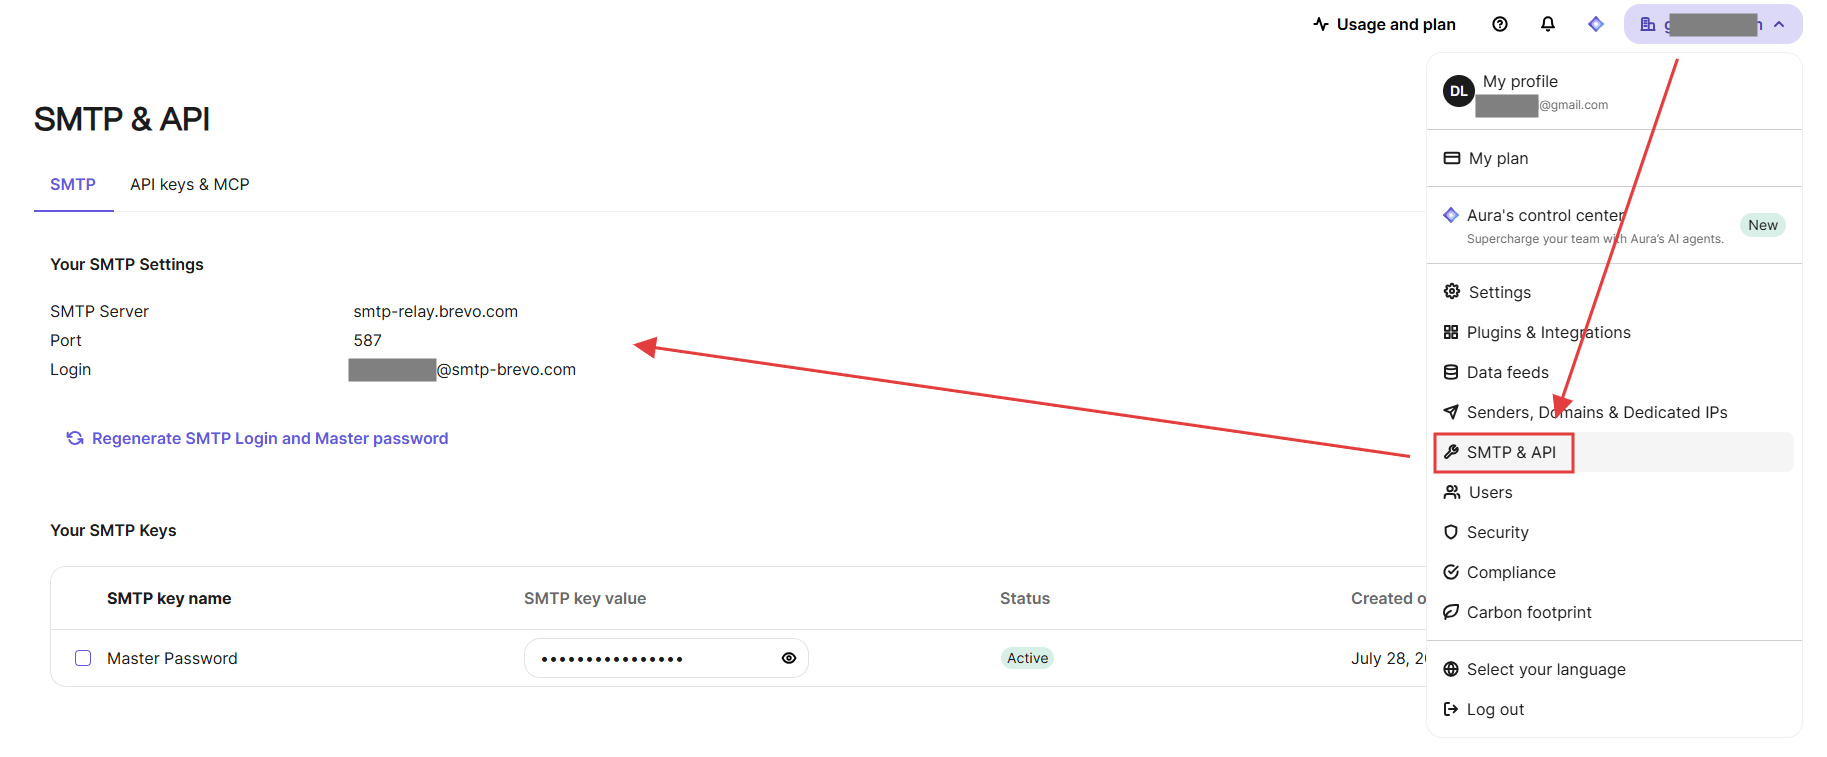 Usage and plan
My profile
DL
@gmail.com
SMTP & API
My plan
SMTP
API keys & MCP
Aura's control center
New
Supercharge your team with Aura's AI agents.
Your SMTP Settings
SMTP Server
smtp-relay.brevo.com
Port
587
Login
@smtp-brevo.com
Regenerate SMTP Login and Master password
Your SMTP Keys
SMTP key name
SMTP key value
Status
Created
Master Password
••••••••••••••••
Active
July 28,
Settings
Plugins & Integrations
Data feeds
Senders, Domains & Dedicated IPs
SMTP & API
Users
Security
Compliance
Carbon footprint
Select your language
Log out